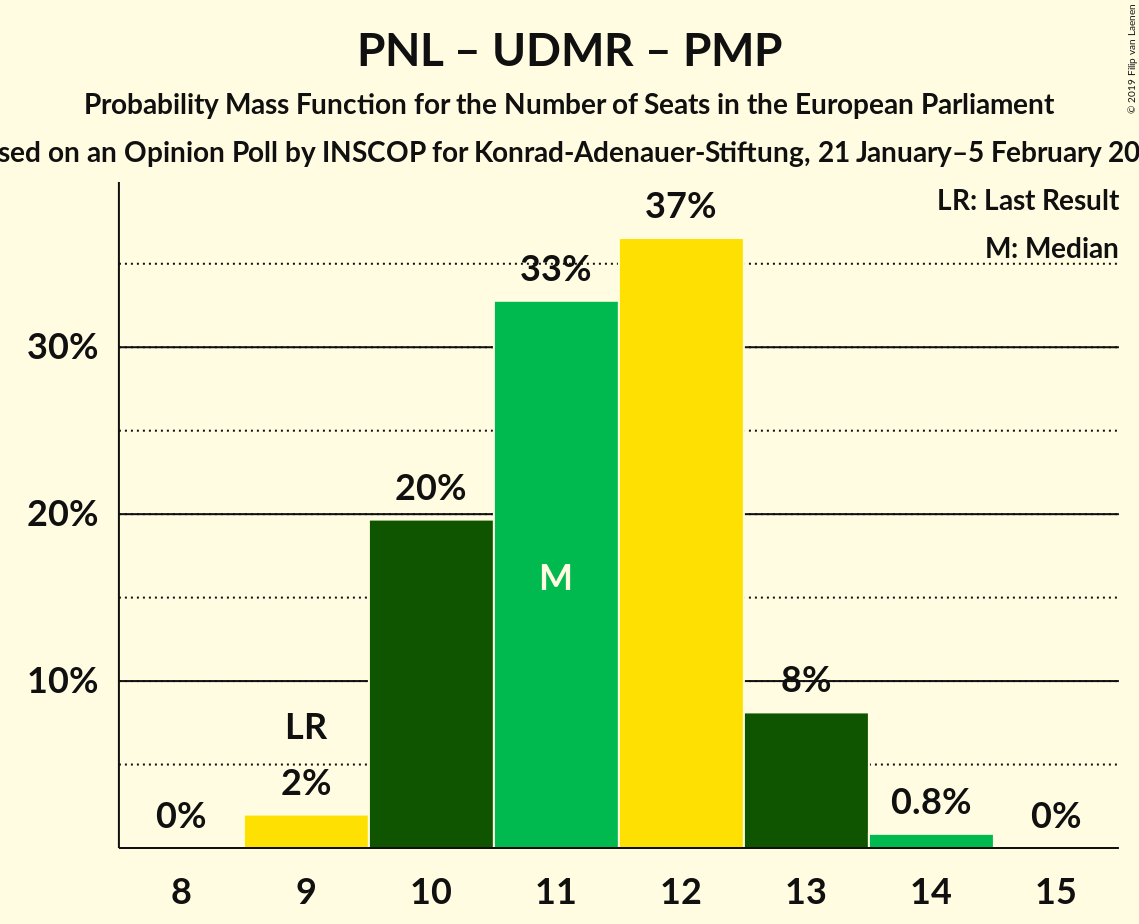 PNL – UDMR – PMP
Probability Mass Function for the Number of Seats in the European Parliament
sed on an Opinion Poll by INSCOP for Konrad-Adenauer-Stiftung, 21 January–5 February 20
© 2019 Filip van Laenen
LR: Last Result
M: Median
37%
33%
30%
20%
20%
M
10%
8%
LR
2%
0.8%
0%
0%
8 9 10 11 12 13 14 15